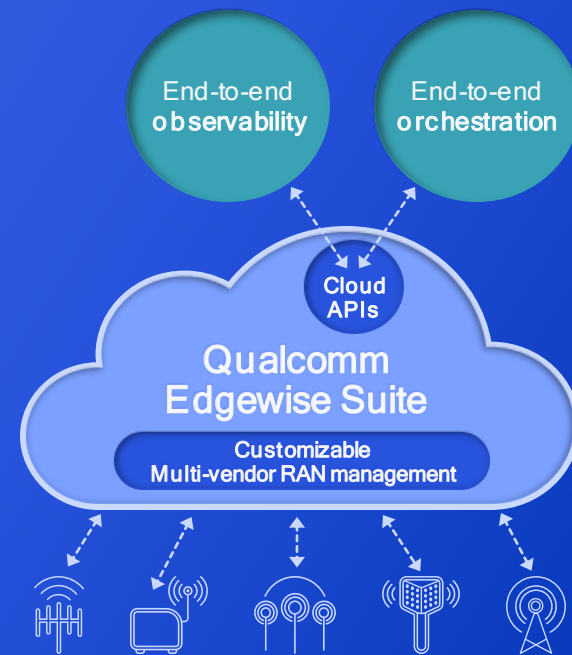 End-to-end
observability
End-to-end
orchestration
Cloud
APIs
Qualcomm
Edgewise Suite
Customizable
Multi-vendor RAN management